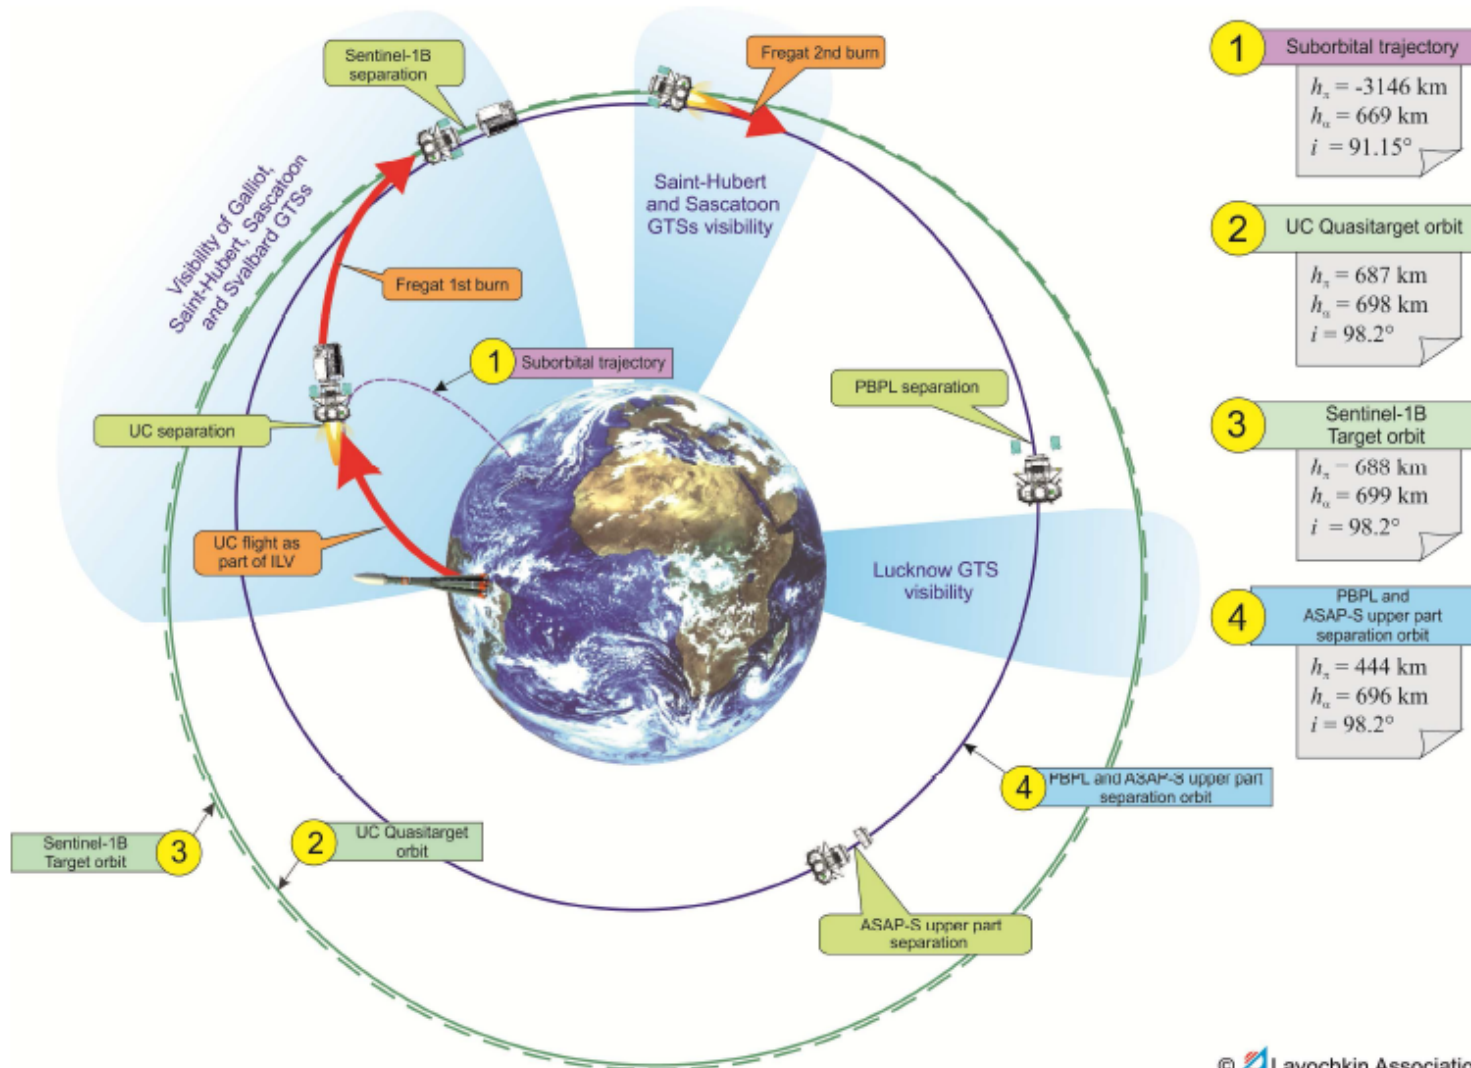 Sentinel-1B
separation
Fregat 2nd burn
Visibility of Galliot,
Saint-Hubert, Sascatoon
and Svalbard GTSs
Saint-Hubert
and Sascatoon
GTSs visibility
Fregat 1st burn
1
Suborbital trajectory
PBPL separation
UC separation
UC flight as
part of ILV
Lucknow GTS
visibility
4
PBPL and ASAP-S upper part
separation orbit
Sentinel-1B
Target orbit
3
2
UC Quasitarget
orbit
ASAP-S upper part
separation
1
Suborbital trajectory
hπ = -3146 km
hα = 669 km
i = 91.15°
2
UC Quasitarget orbit
hπ = 687 km
hα = 698 km
i = 98.2°
3
Sentinel-1B
Target orbit
hπ = 688 km
hα = 699 km
i = 98.2°
4
PBPL and
ASAP-S upper part
separation orbit
hπ = 444 km
hα = 696 km
i = 98.2°
© Lavochkin Association